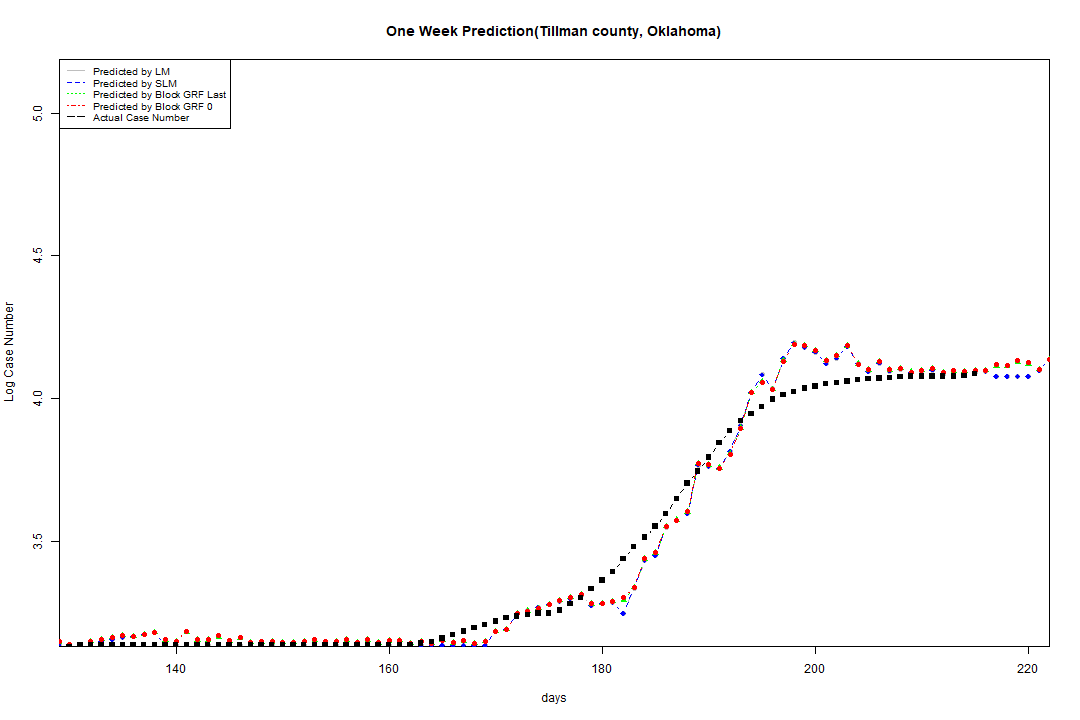 One Week Prediction(Tillman county, Oklahoma)
Predicted by LM
Predicted by SLM
Predicted by Block GRF Last
Predicted by Block GRF 0
Actual Case Number
5.0
4.5
4.0
3.5
Log Case Number
140 160 180 200 220
days